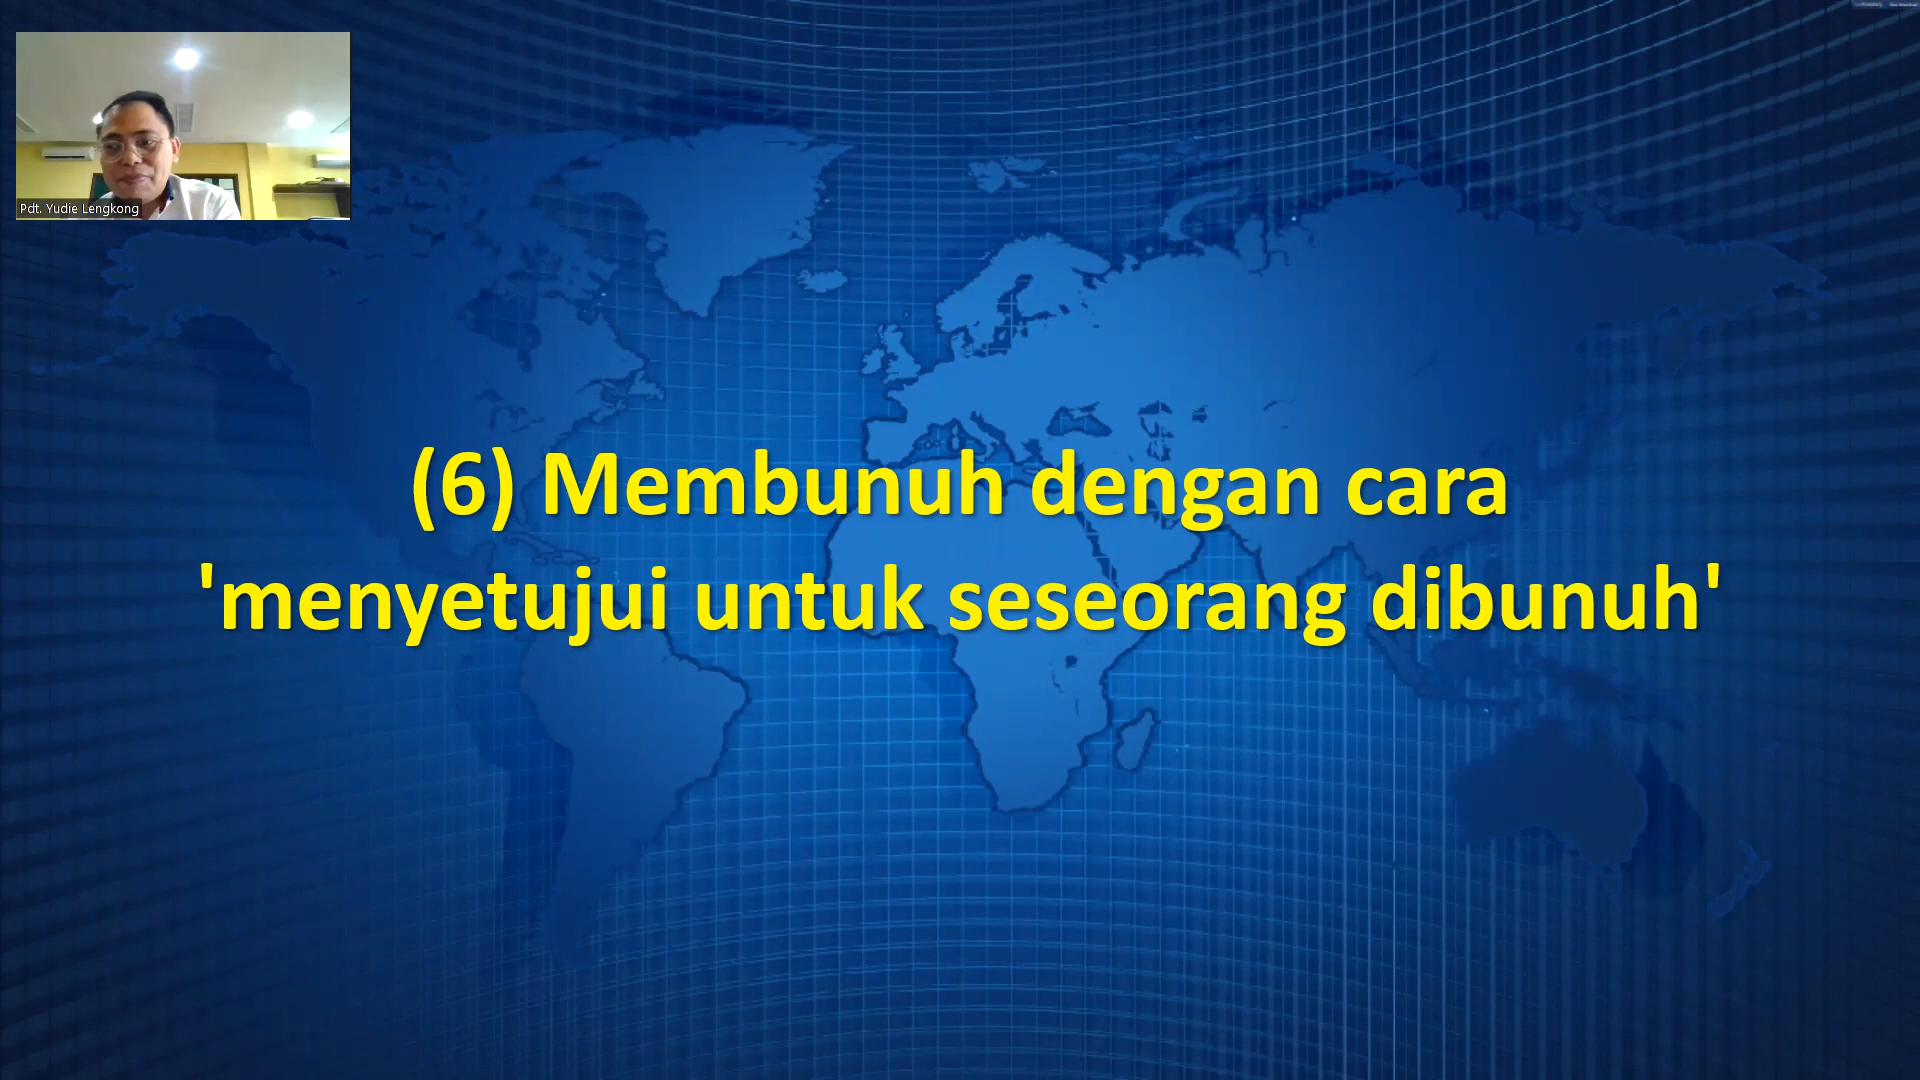 Pdt. Yudie Lengkong
(6) Membunuh dengan cara
'menyetujui untuk seseorang dibunuh'